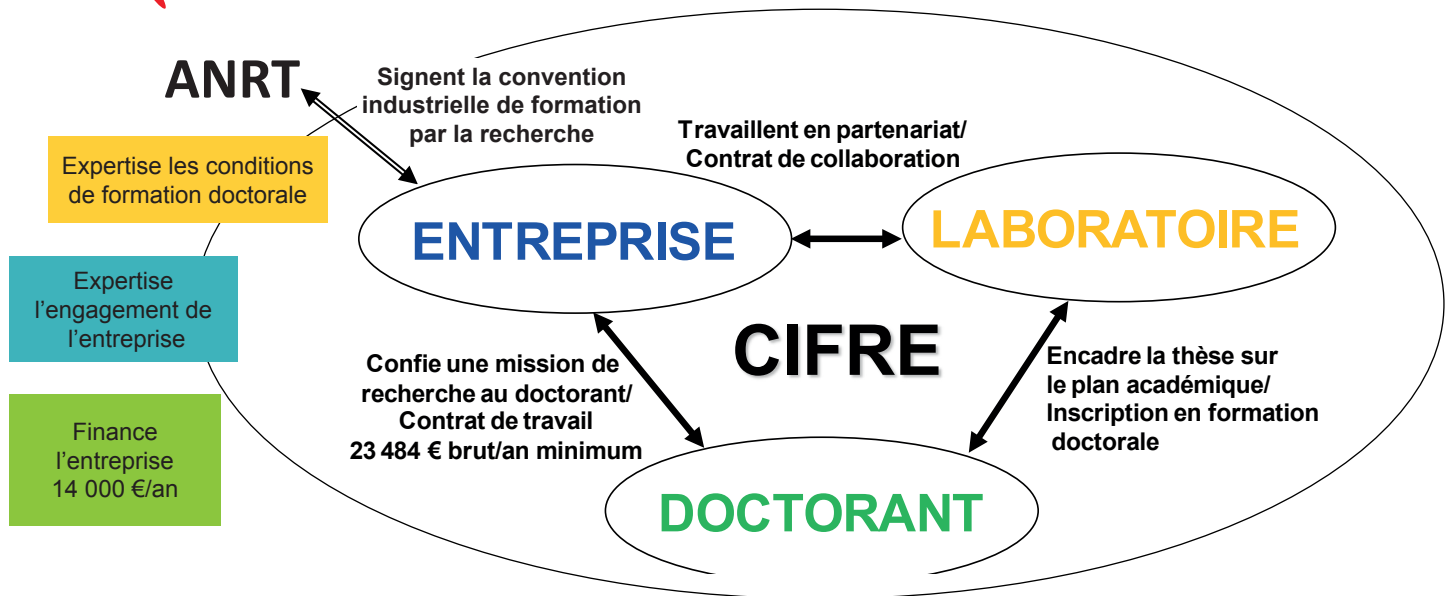 ANRT
Signent la convention
industrielle de formation
par la recherche
Travaillent en partenariat/
Contrat de collaboration
Expertise les conditions
de formation doctorale
ENTREPRISE
LABORATOIRE
Expertise
l'engagement de
l'entreprise
CIFRE
Confie une mission de
recherche au doctorant/
Contrat de travail
23 484 € brut/an minimum
Encadre la thèse sur
le plan académique/
Inscription en formation
doctorale
Finance
l'entreprise
14 000 €/an
DOCTORANT